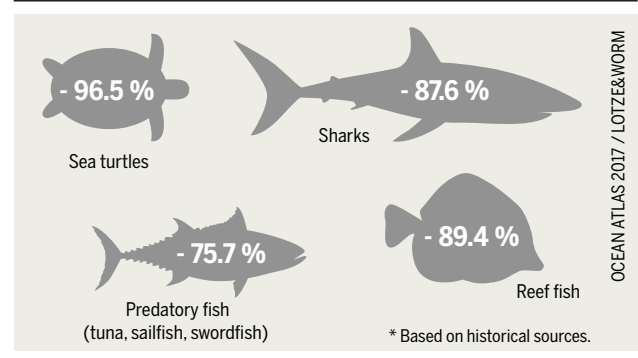 - 96.5 %
Sea turtles
- 87.6 %
Sharks
- 75.7 %
Predatory fish
(tuna, sailfish, swordfish)
- 89.4 %
Reef fish
* Based on historical sources.
OCEAN ATLAS 2017 / LOTZE&WORM